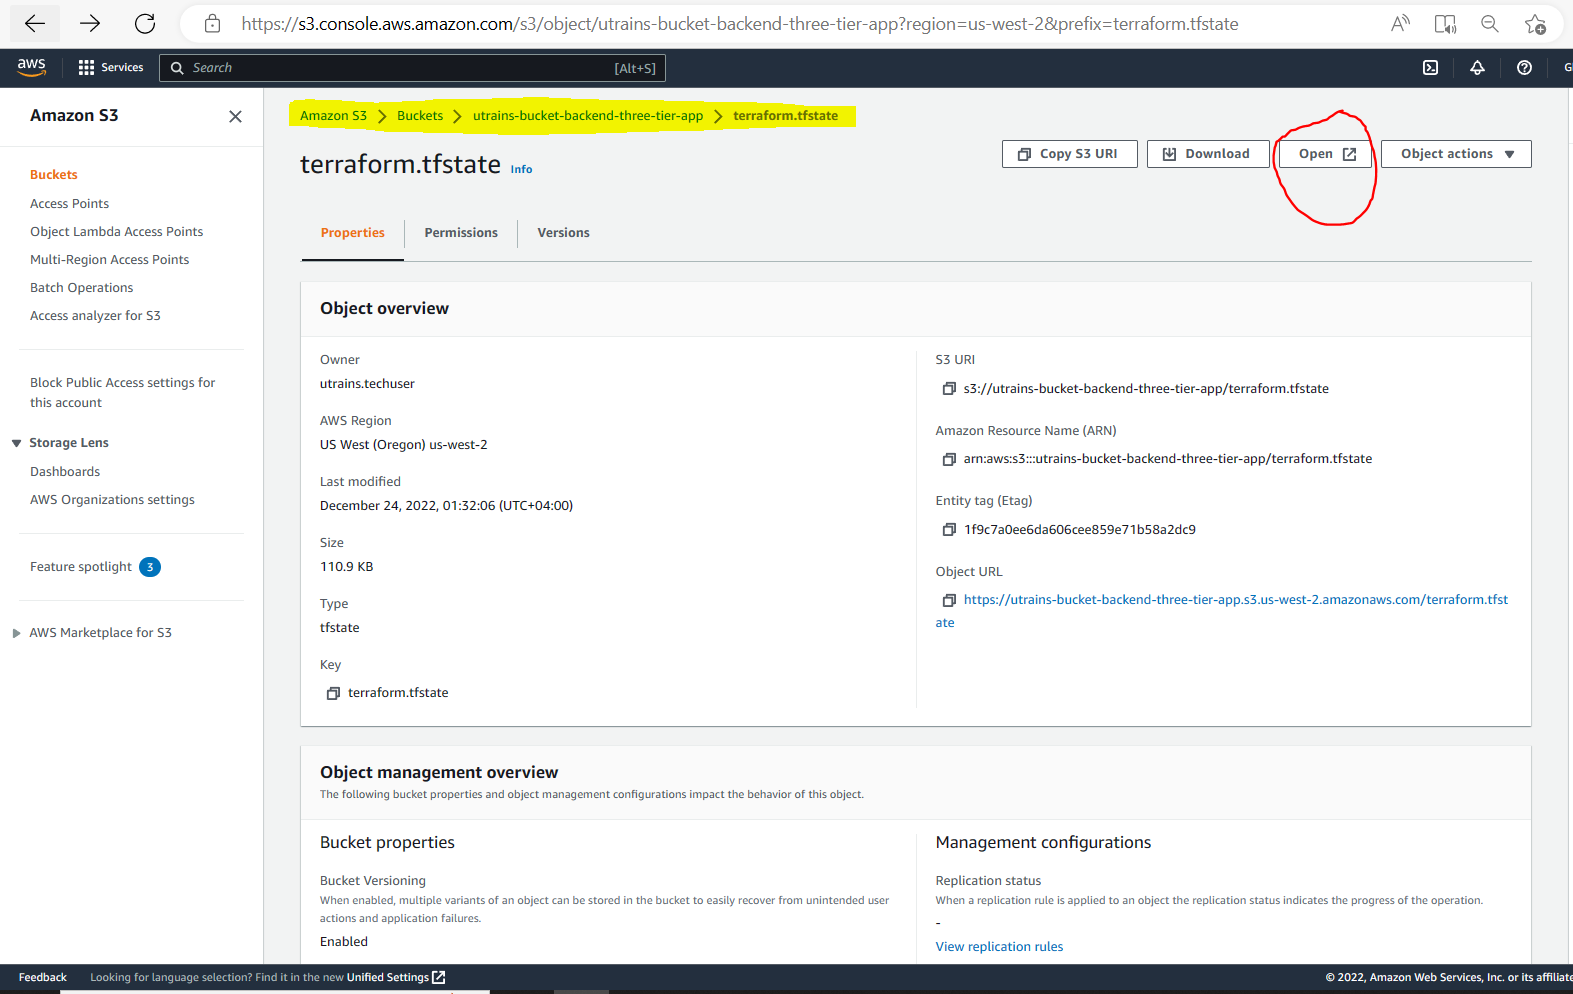 https://s3.console.aws.amazon.com/s3/object/utrains-bucket-backend-three-tier-app?region=us-west-2&prefix=terraform.tfstate
aws
Services
Search
[Alt+S]
Amazon S3
Buckets
Access Points
Object Lambda Access Points
Multi-Region Access Points
Batch Operations
Access analyzer for S3
Block Public Access settings for
this account
Storage Lens
Dashboards
AWS Organizations settings
Feature spotlight 3
AWS Marketplace for S3
Amazon S3 > Buckets > utrains-bucket-backend-three-tier-app > terraform.tfstate
terraform.tfstate Info
Copy S3 URI
Download
Open
Object actions
Properties
Permissions
Versions
Object overview
Owner
utrains.techuser
AWS Region
US West (Oregon) us-west-2
Last modified
December 24, 2022, 01:32:06 (UTC+04:00)
Size
110.9 KB
Type
tfstate
Key
terraform.tfstate
S3 URI
s3://utrains-bucket-backend-three-tier-app/terraform.tfstate
Amazon Resource Name (ARN)
arn:aws:s3:::utrains-bucket-backend-three-tier-app/terraform.tfstate
Entity tag (Etag)
1f9c7a0ee6da606cee859e71b58a2dc9
Object URL
https://utrains-bucket-backend-three-tier-app.s3.us-west-2.amazonaws.com/terraform.tfst
ate
Object management overview
The following bucket properties and object management configurations impact the behavior of this object.
Bucket properties
Bucket Versioning
When enabled, multiple variants of an object can be stored in the bucket to easily recover from unintended user
actions and application failures.
Enabled
Management configurations
Replication status
When a replication rule is applied to an object the replication status indicates the progress of the operation.
-
View replication rules
Feedback
Looking for language selection? Find it in the new Unified Settings
© 2022, Amazon Web Services, Inc. or its affiliate